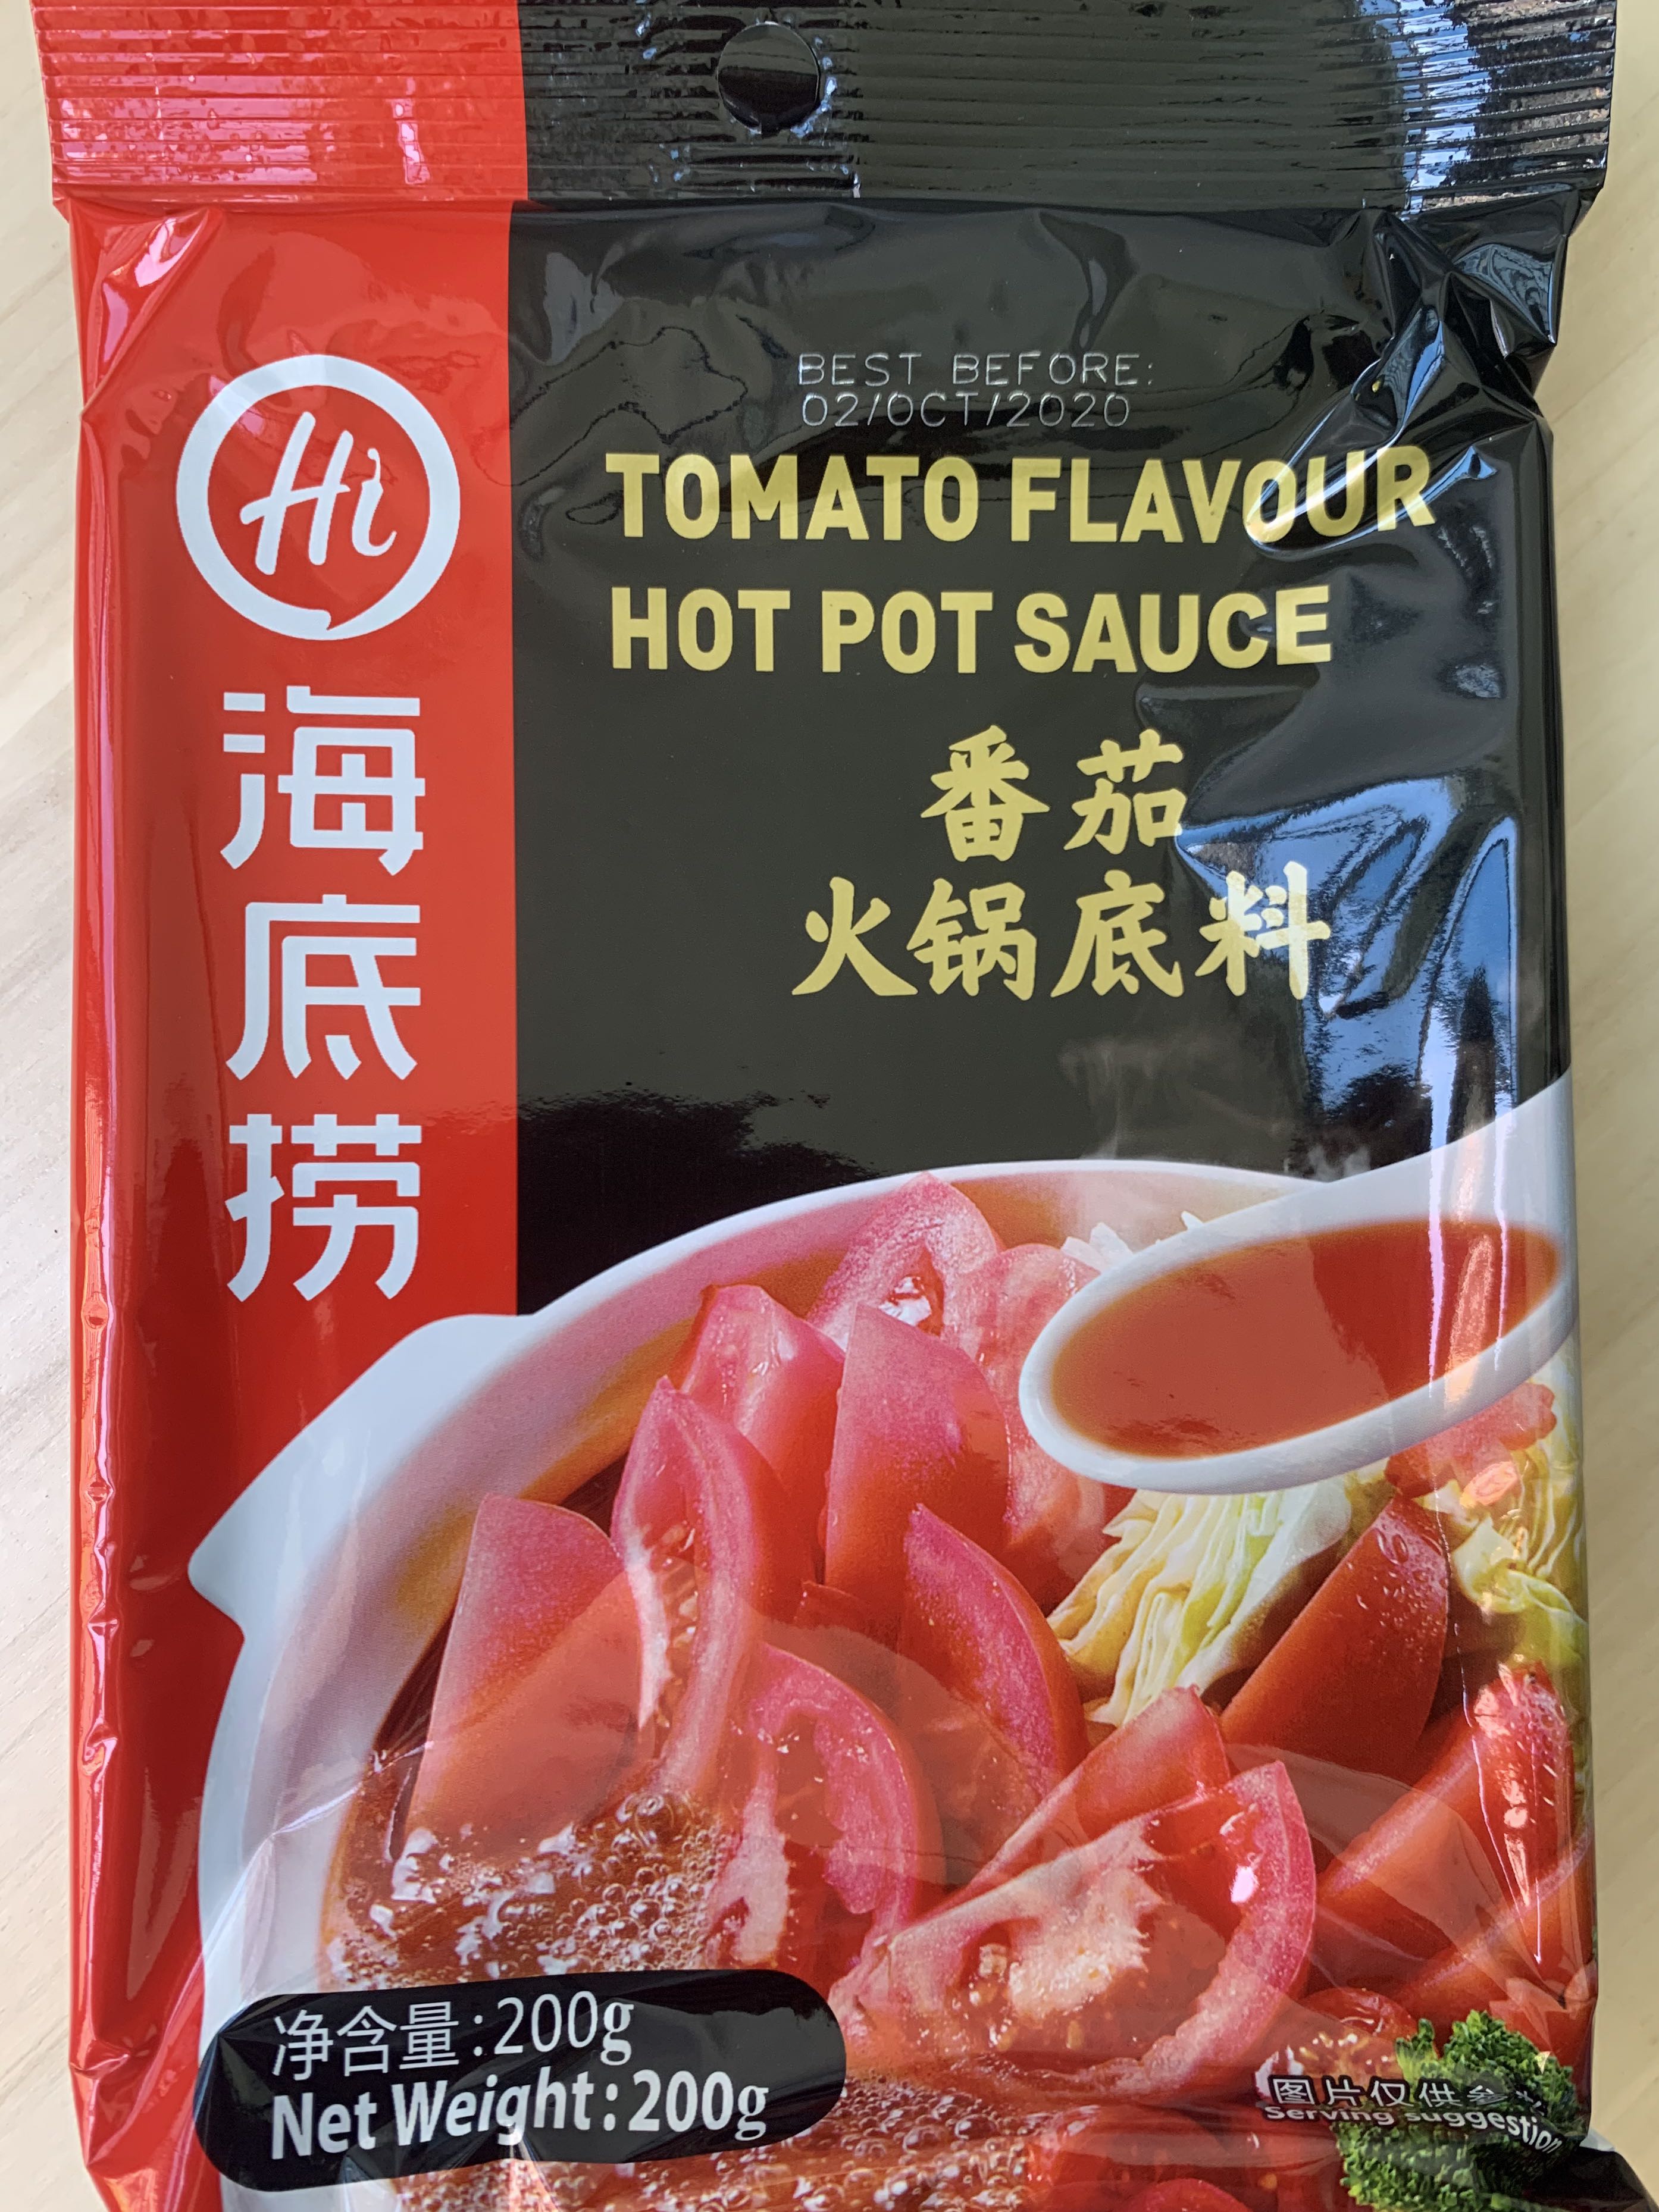 Hi
海底捞
BEST BEFORE:
02/OCT/2020
TOMATO FLAVOUR
HOT POT SAUCE
番茄
火锅底料
净含量:200g
Net Weight:200g
图片仅供参
Serving suggestion